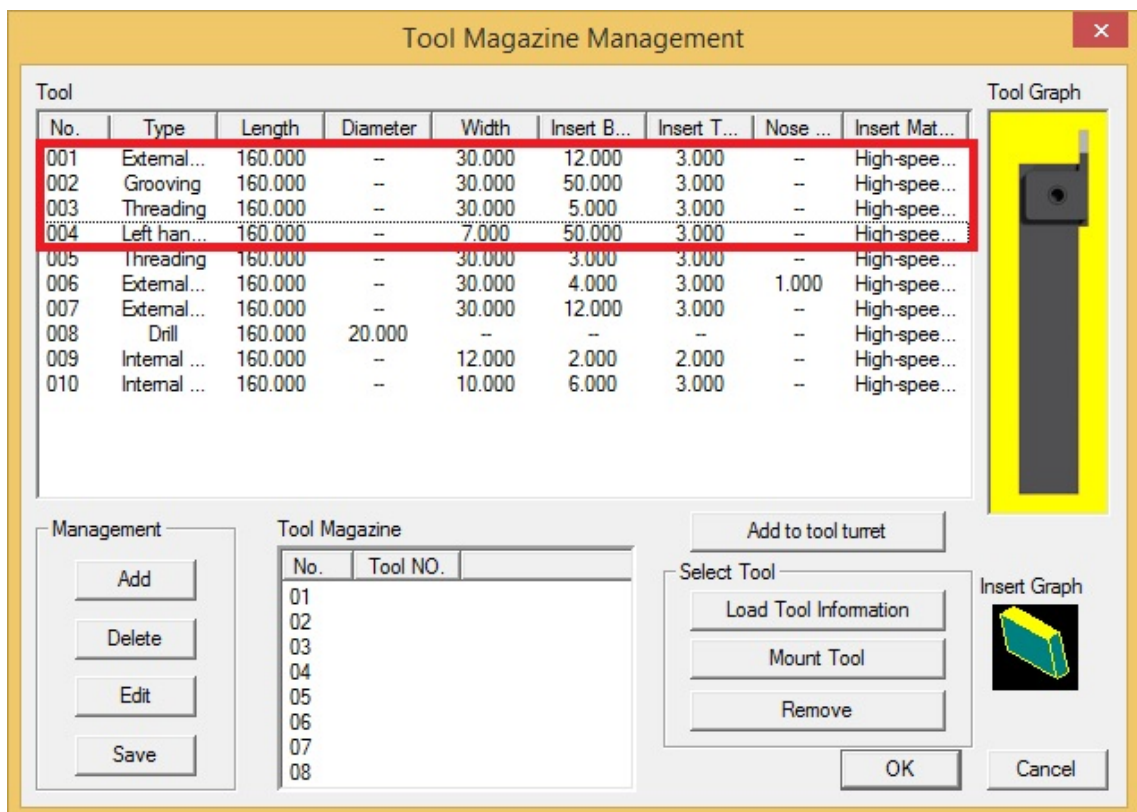 Tool Magazine Management
Tool
Tool Graph
No. Type Length Diameter Width Insert B... Insert T... Nose ... Insert Mat...
001 External... 160.000 -- 30.000 12.000 3.000 -- High-spee...
002 Grooving 160.000 -- 30.000 50.000 3.000 -- High-spee...
003 Threading 160.000 -- 30.000 5.000 3.000 -- High-spee...
004 Left han... 160.000 -- 7.000 50.000 3.000 -- High-spee...
005 Threading 160.000 -- 30.000 3.000 3.000 -- High-spee...
006 External... 160.000 -- 30.000 4.000 3.000 1.000 High-spee...
007 External... 160.000 -- 30.000 12.000 3.000 -- High-spee...
008 Drill 160.000 20.000 -- -- -- -- High-spee...
009 Internal ... 160.000 -- 12.000 2.000 2.000 -- High-spee...
010 Internal ... 160.000 -- 10.000 6.000 3.000 -- High-spee...
Management
Add
Delete
Edit
Save
Tool Magazine
No. Tool NO.
01
02
03
04
05
06
07
08
Add to tool turret
Select Tool
Load Tool Information
Mount Tool
Remove
Insert Graph
OK
Cancel